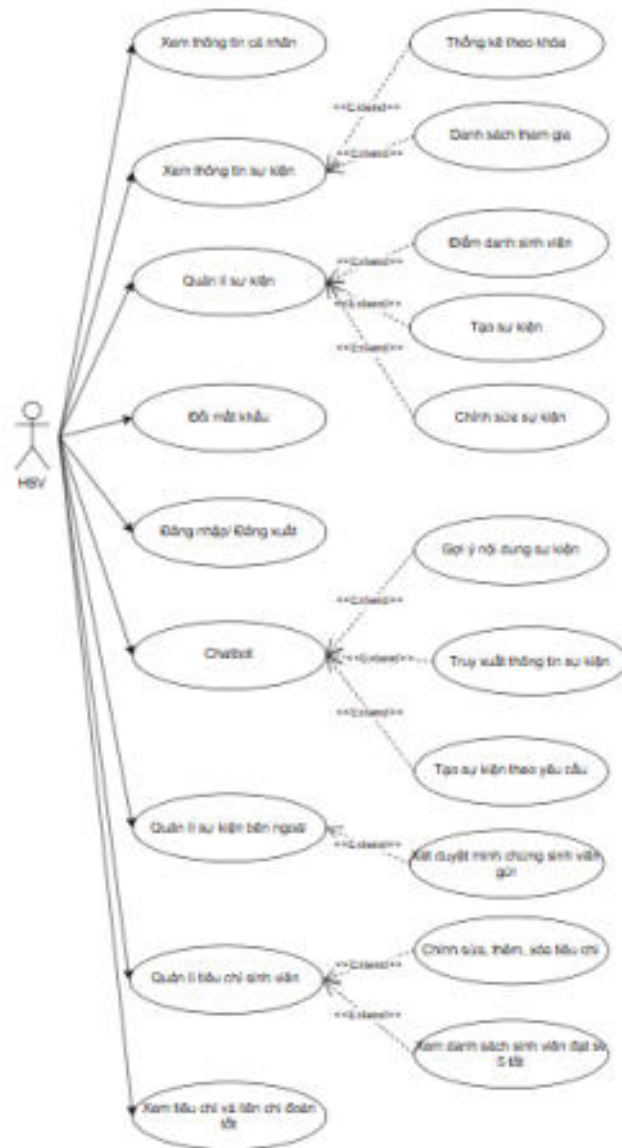 Xem thông tin cá nhân
Thống kê theo khóa
<<Extend>>
Danh sách tham gia
<<Extend>>
Xem thông tin sự kiện
Điểm danh sinh viên
<<Extend>>
Quản lí sự kiện
<<Extend>>
Tạo sự kiện
<<Extend>>
Chỉnh sửa sự kiện
Đổi mật khẩu
HSV
Đăng nhập/ Đăng xuất
Gợi ý nội dung sự kiện
<<Extend>>
Chatbot
<<Extend>>
Truy xuất thông tin sự kiện
<<Extend>>
Tạo sự kiện theo yêu cầu
Quản lí sự kiện bên ngoài
<<Extend>>
Xét duyệt minh chứng sinh viên
gửi
Chỉnh sửa, thêm, xóa tiêu chí
<<Extend>>
Quản lí tiêu chí sinh viên
<<Extend>>
Xem danh sách sinh viên đạt sv
5 tốt
Xem tiêu chí và liên chi đoàn
tốt